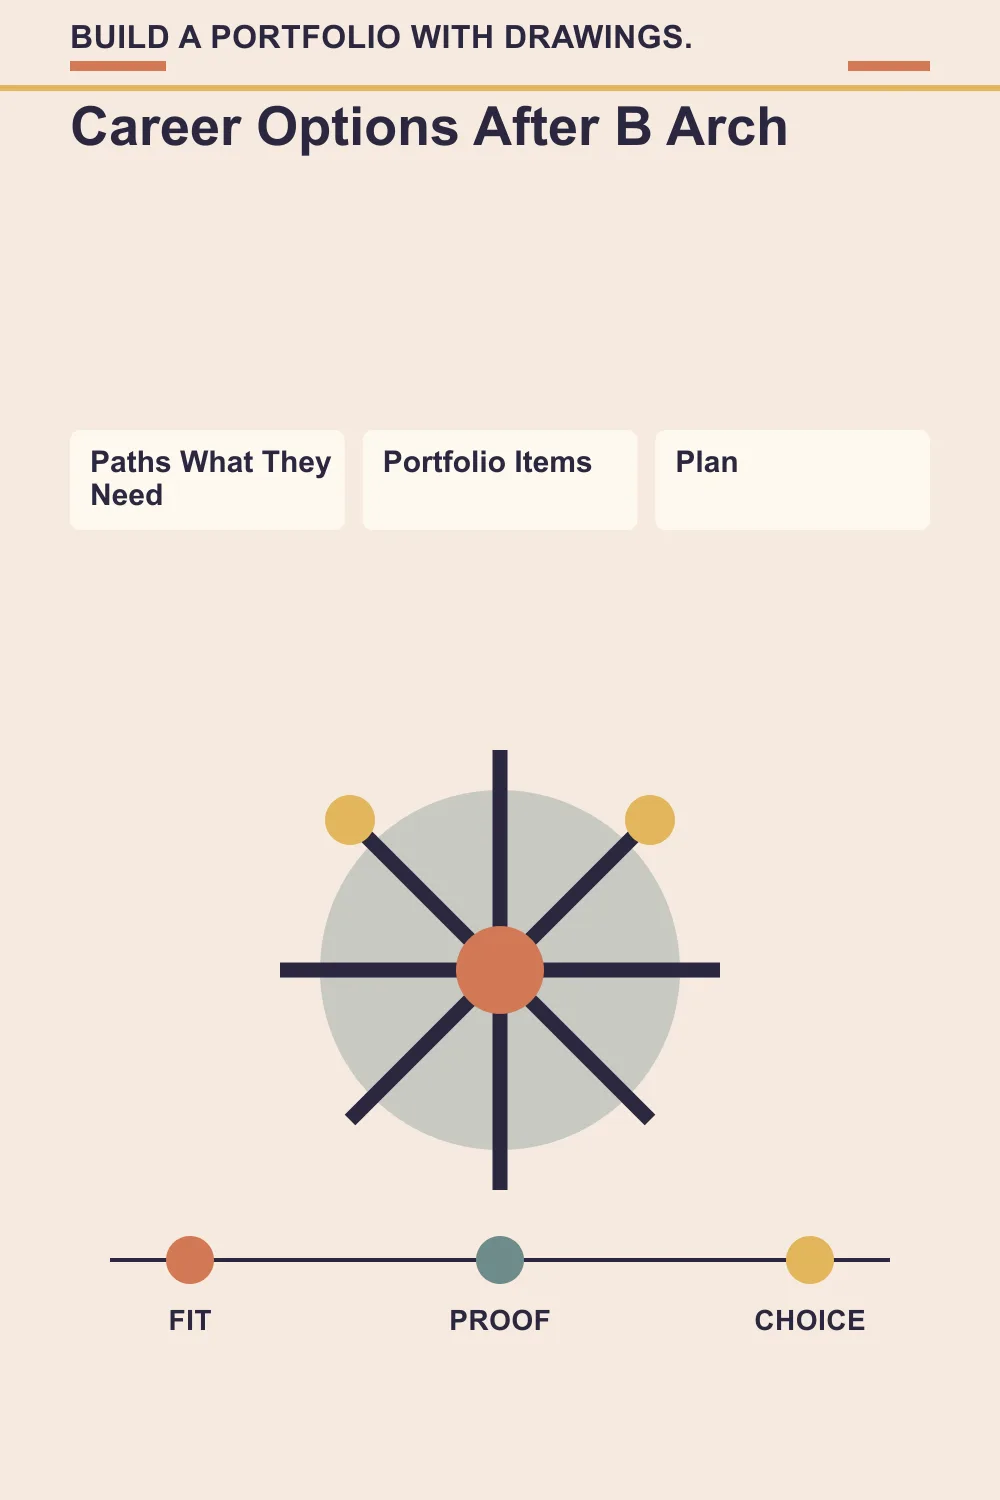 BUILD A PORTFOLIO WITH DRAWINGS.
Career Options After B Arch
Paths What They
Need
Portfolio Items
Plan
FIT
PROOF
CHOICE